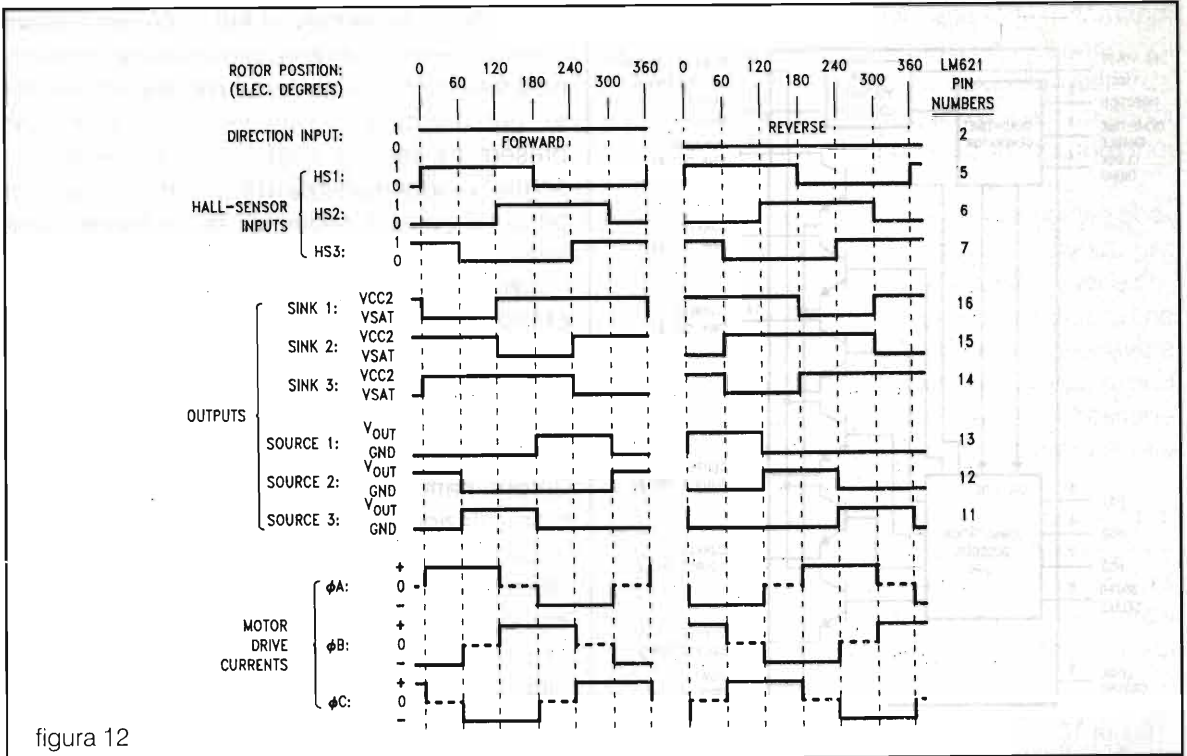 ROTOR POSITION: 0 60 120 180 240 300 360 0 60 120 180 240 300 360 LM621
(ELEC. DEGREES) PIN
NUMBERS
DIRECTION INPUT: 1 0 FORWARD REVERSE 2
HALL-SENSOR INPUTS
HS1: 1 0 5
HS2: 1 0 6
HS3: 1 0 7
OUTPUTS
SINK 1: VCC2 VSAT 16
SINK 2: VCC2 VSAT 15
SINK 3: VCC2 VSAT 14
SOURCE 1: VOUT GND 13
SOURCE 2: VOUT GND 12
SOURCE 3: VOUT GND 11
MOTOR DRIVE CURRENTS
ϕA: + 0 −
ϕB: + 0 −
ϕC: + 0 −
figura 12